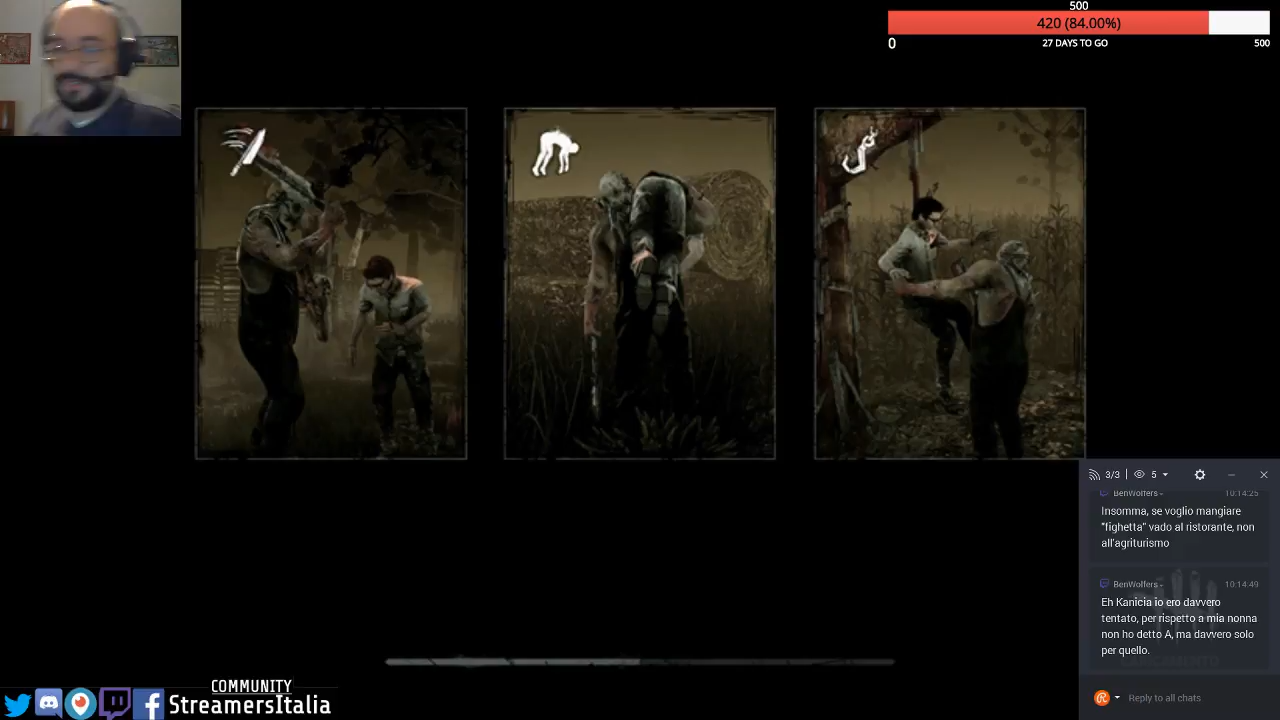 500
420 (84.00%)
0
27 DAYS TO GO
500
3/3
5
BenWolfers
10:14:25
Insomma, se voglio mangiare
"fighetta" vado al ristorante, non
all'agriturismo
BenWolfers
10:14:49
Eh Kanicia io ero davvero
tentato, per rispetto a mia nonna
non ho detto A, ma davvero solo
per quello.
Reply to all chats
COMMUNITY
StreamersItalia